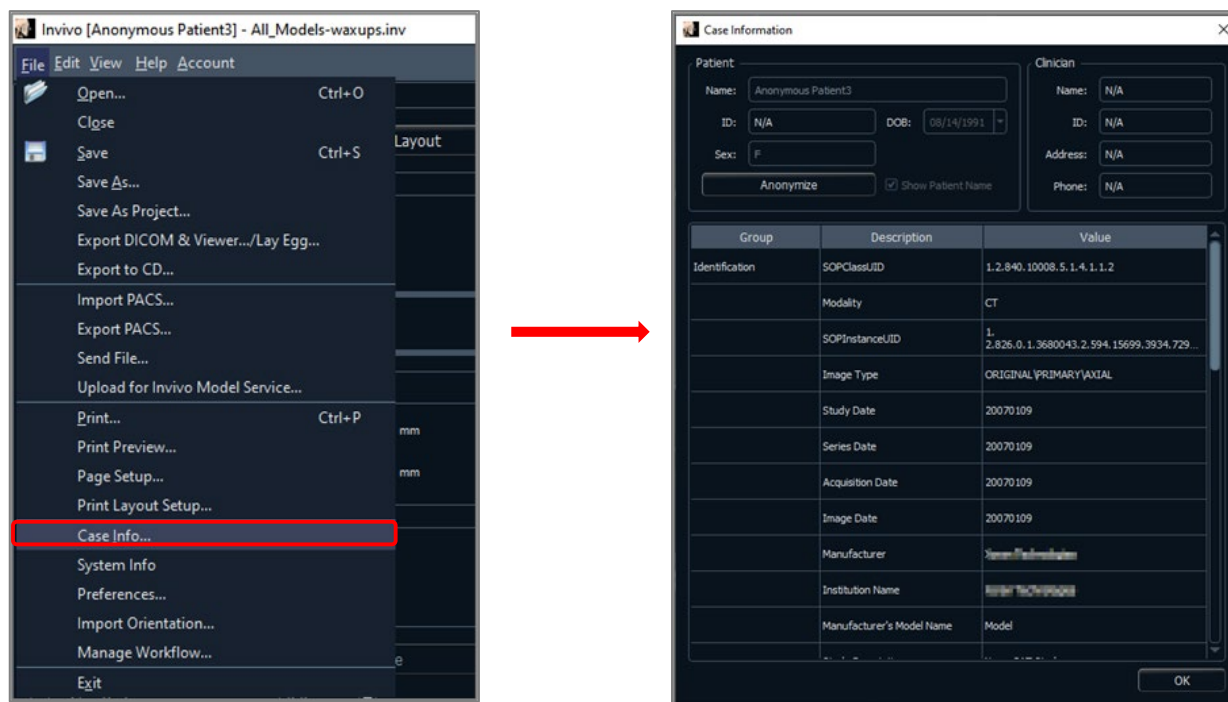 Invivo [Anonymous Patient3] - All_Models-waxups.inv
File Edit View Help Account
Open... Ctrl+O
Close
Layout
Save Ctrl+S
Save As...
Save As Project...
Export DICOM & Viewer.../Lay Egg...
Export to CD...
Import PACS...
Export PACS...
Send File...
Upload for Invivo Model Service...
Print... Ctrl+P
mm
Print Preview...
mm
Page Setup...
Print Layout Setup...
Case Info...
System Info
Preferences...
Import Orientation...
Manage Workflow...
e
Exit
Case Information
Patient
Name: Anonymous Patient3
ID: N/A DOB: 08/14/1991
Sex: F
Anonymize Show Patient Name
Clinician
Name: N/A
ID: N/A
Address: N/A
Phone: N/A
Group Description Value
Identification SOPClassUID 1.2.840.10008.5.1.4.1.1.2
Modality CT
SOPInstanceUID 1.
2.826.0.1.3680043.2.594.15699.3934.729...
Image Type ORIGINAL\PRIMARY\AXIAL
Study Date 20070109
Series Date 20070109
Acquisition Date 20070109
Image Date 20070109
Manufacturer
Institution Name
Manufacturer's Model Name Model
OK